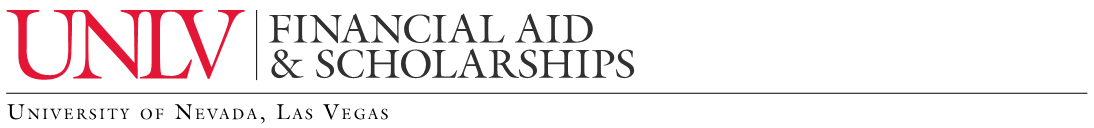 UNLV
FINANCIAL AID
& SCHOLARSHIPS
UNIVERSITY OF NEVADA, LAS VEGAS